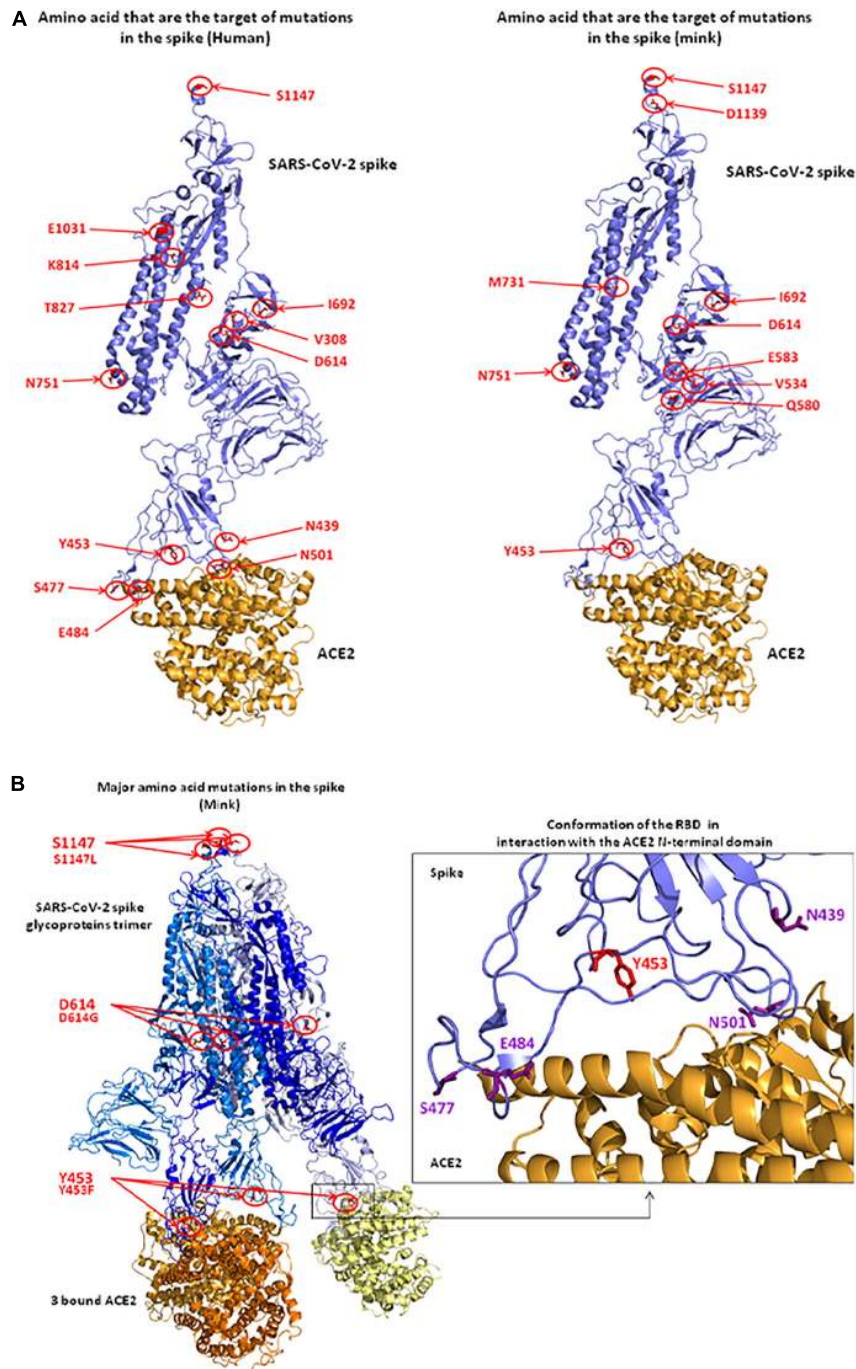 A
Amino acid that are the target of mutations
in the spike (Human)
S1147
SARS-CoV-2 spike
E1031
K814
T827
I692
V308
D614
N751
N439
Y453
N501
S477
E484
ACE2
Amino acid that are the target of mutations
in the spike (mink)
S1147
D1139
SARS-CoV-2 spike
M731
I692
D614
E583
N751
V534
Q580
Y453
ACE2
B
Major amino acid mutations in the spike
(Mink)
S1147
S1147L
SARS-CoV-2 spike
glycoproteins trimer
D614
D614G
Y453
Y453F
3 bound ACE2
Conformation of the RBD in
interaction with the ACE2 N-terminal domain
Spike
N439
Y453
N501
E484
S477
ACE2